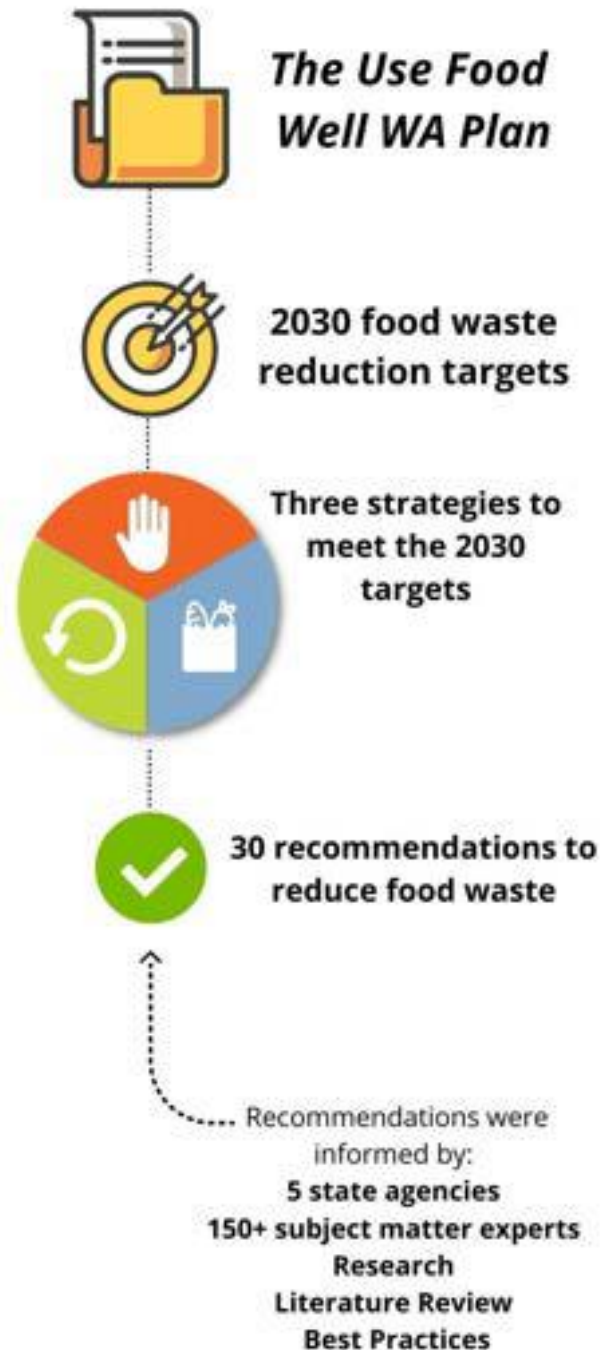 The Use Food
Well WA Plan
2030 food waste
reduction targets
Three strategies to
meet the 2030
targets
30 recommendations to
reduce food waste
Recommendations were
informed by:
5 state agencies
150+ subject matter experts
Research
Literature Review
Best Practices